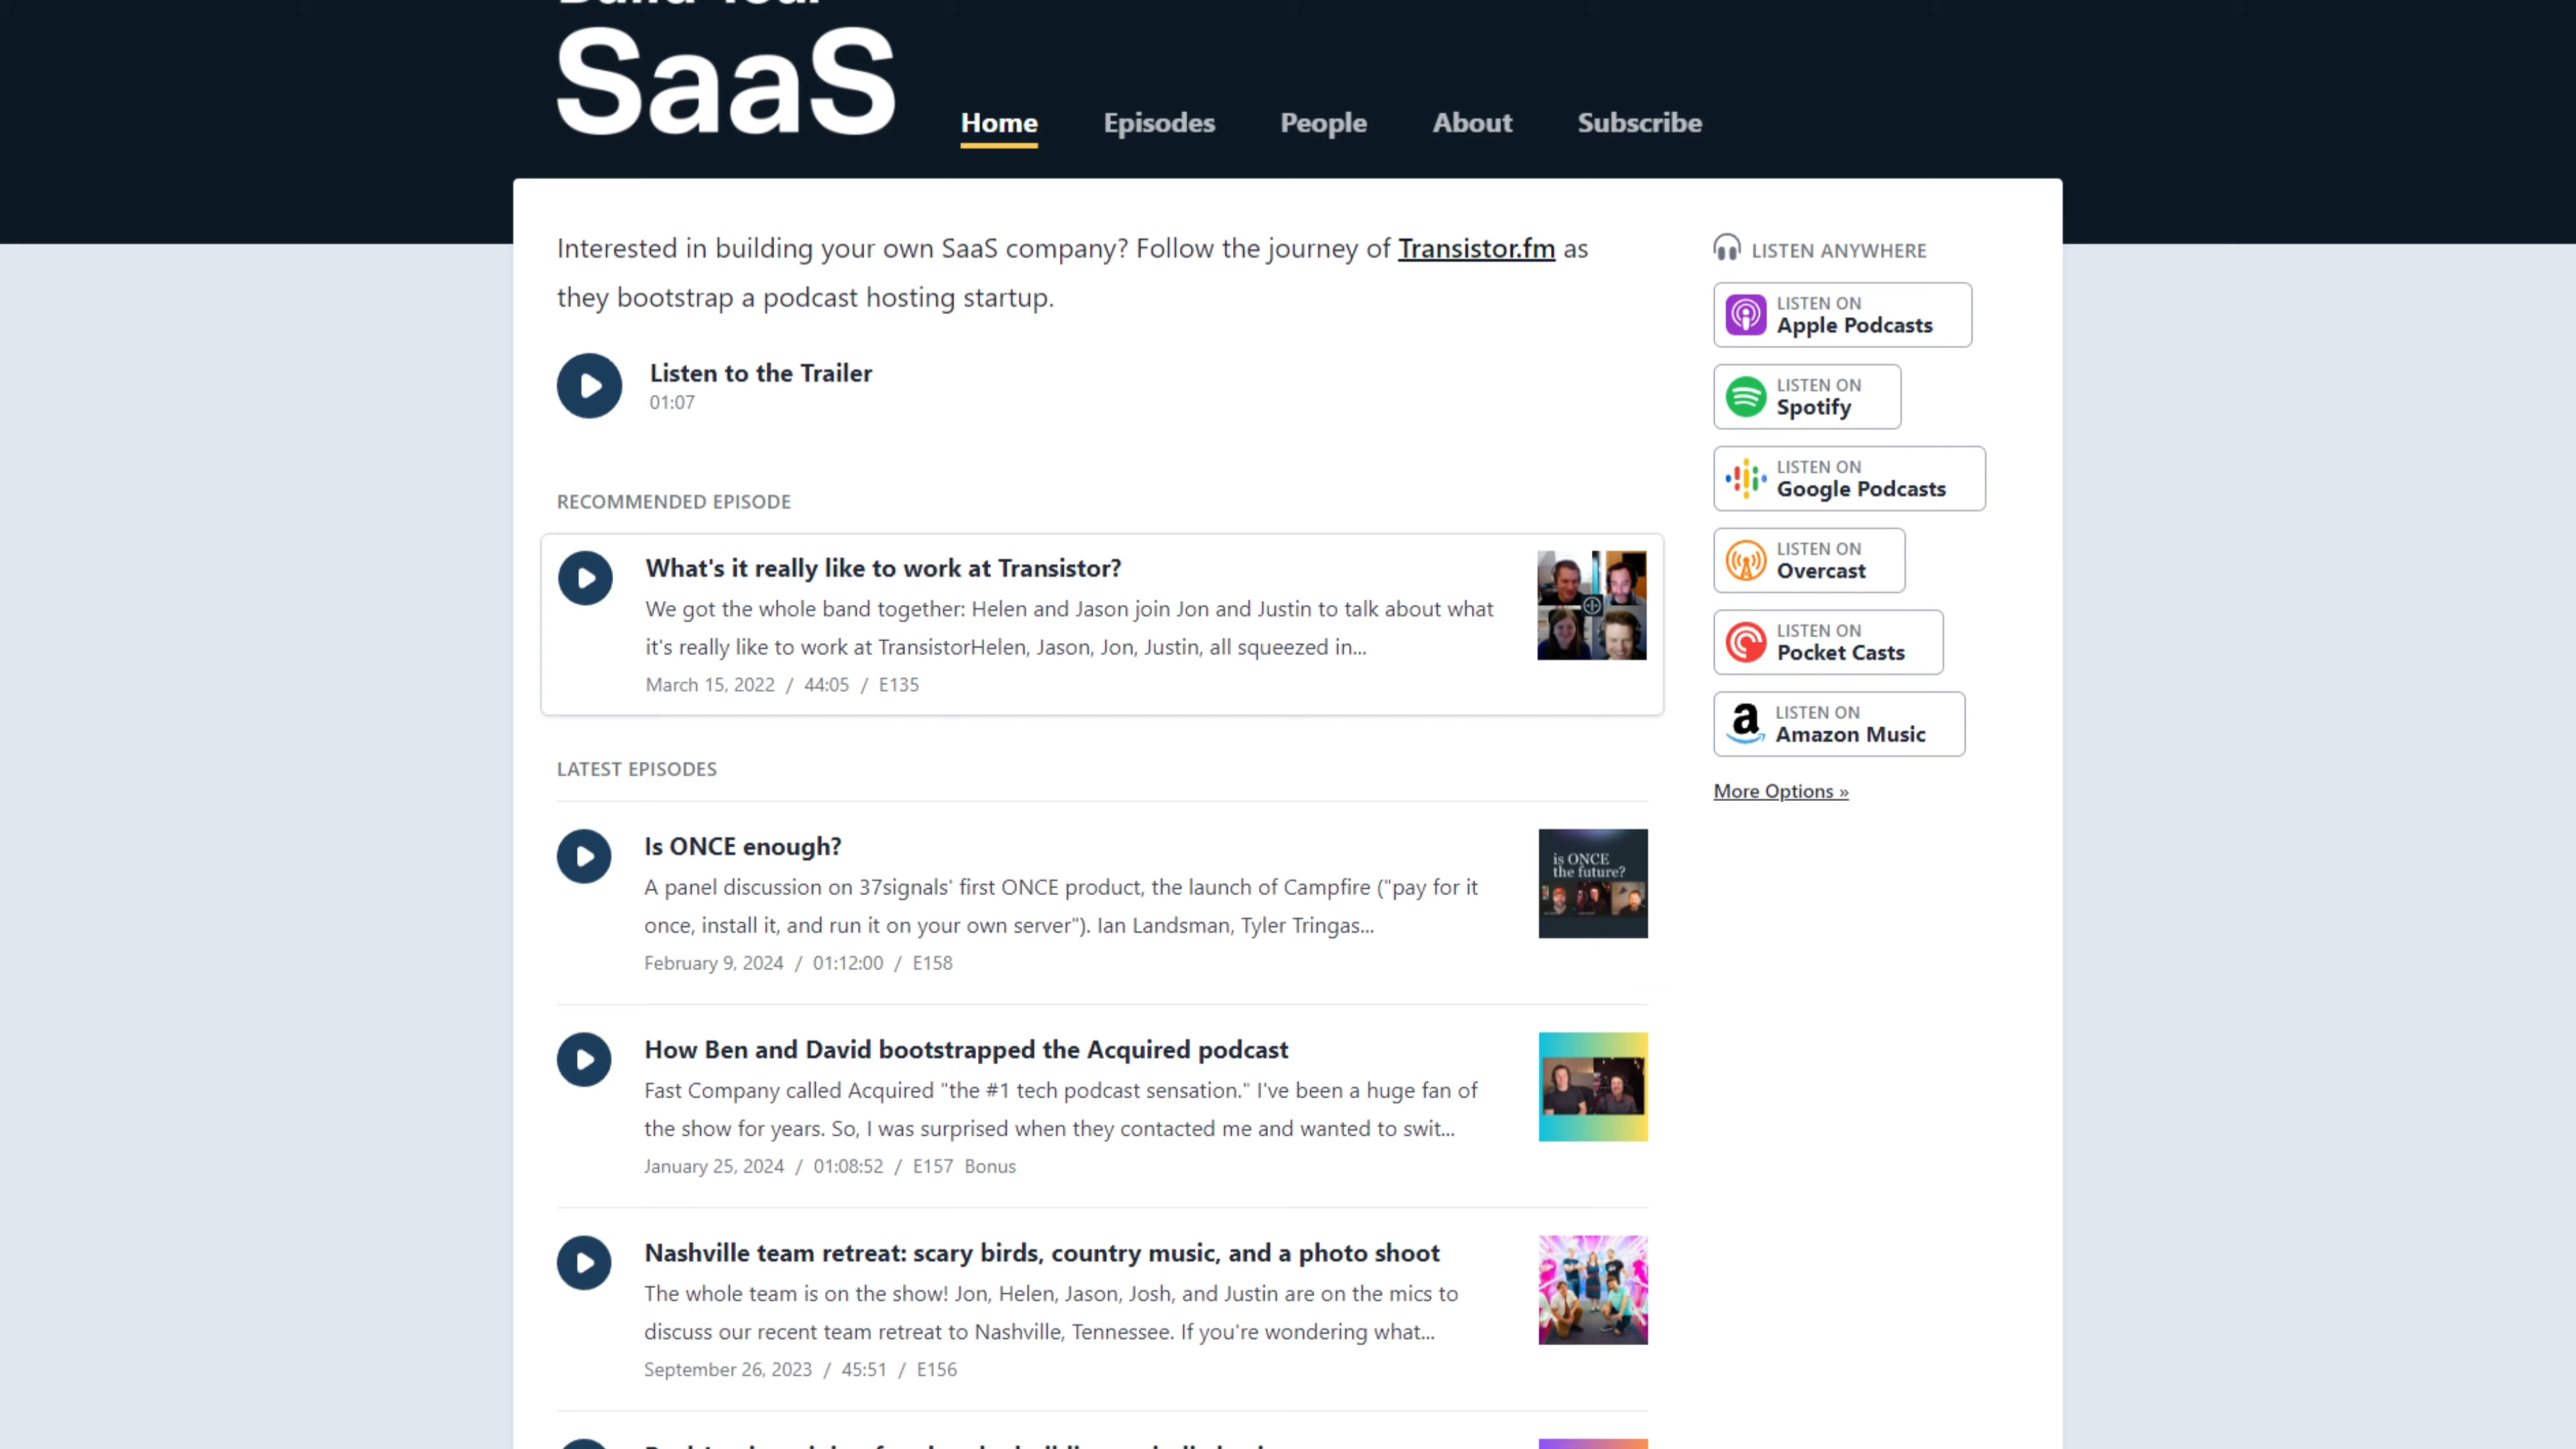 Build Your
SaaS
Home
Episodes
People
About
Subscribe
Interested in building your own SaaS company? Follow the journey of Transistor.fm as
they bootstrap a podcast hosting startup.
Listen to the Trailer
01:07
RECOMMENDED EPISODE
What's it really like to work at Transistor?
We got the whole band together: Helen and Jason join Jon and Justin to talk about what
it's really like to work at TransistorHelen, Jason, Jon, Justin, all squeezed in...
March 15, 2022 / 44:05 / E135
LATEST EPISODES
Is ONCE enough?
A panel discussion on 37signals' first ONCE product, the launch of Campfire ("pay for it
once, install it, and run it on your own server"). Ian Landsman, Tyler Tringas...
February 9, 2024 / 01:12:00 / E158
is ONCE
the future?
How Ben and David bootstrapped the Acquired podcast
Fast Company called Acquired "the #1 tech podcast sensation." I've been a huge fan of
the show for years. So, I was surprised when they contacted me and wanted to swit...
January 25, 2024 / 01:08:52 / E157 Bonus
Nashville team retreat: scary birds, country music, and a photo shoot
The whole team is on the show! Jon, Helen, Jason, Josh, and Justin are on the mics to
discuss our recent team retreat to Nashville, Tennessee. If you're wondering what...
September 26, 2023 / 45:51 / E156
LISTEN ANYWHERE
LISTEN ON
Apple Podcasts
LISTEN ON
Spotify
LISTEN ON
Google Podcasts
LISTEN ON
Overcast
LISTEN ON
Pocket Casts
LISTEN ON
Amazon Music
More Options »